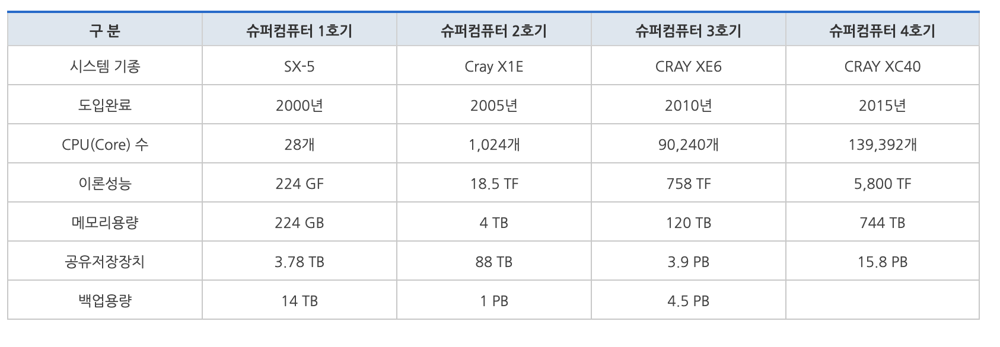 구 분 슈퍼컴퓨터 1호기 슈퍼컴퓨터 2호기 슈퍼컴퓨터 3호기 슈퍼컴퓨터 4호기
시스템 기종 SX-5 Cray X1E CRAY XE6 CRAY XC40
도입완료 2000년 2005년 2010년 2015년
CPU(Core) 수 28개 1,024개 90,240개 139,392개
이론성능 224 GF 18.5 TF 758 TF 5,800 TF
메모리용량 224 GB 4 TB 120 TB 744 TB
공유저장장치 3.78 TB 88 TB 3.9 PB 15.8 PB
백업용량 14 TB 1 PB 4.5 PB